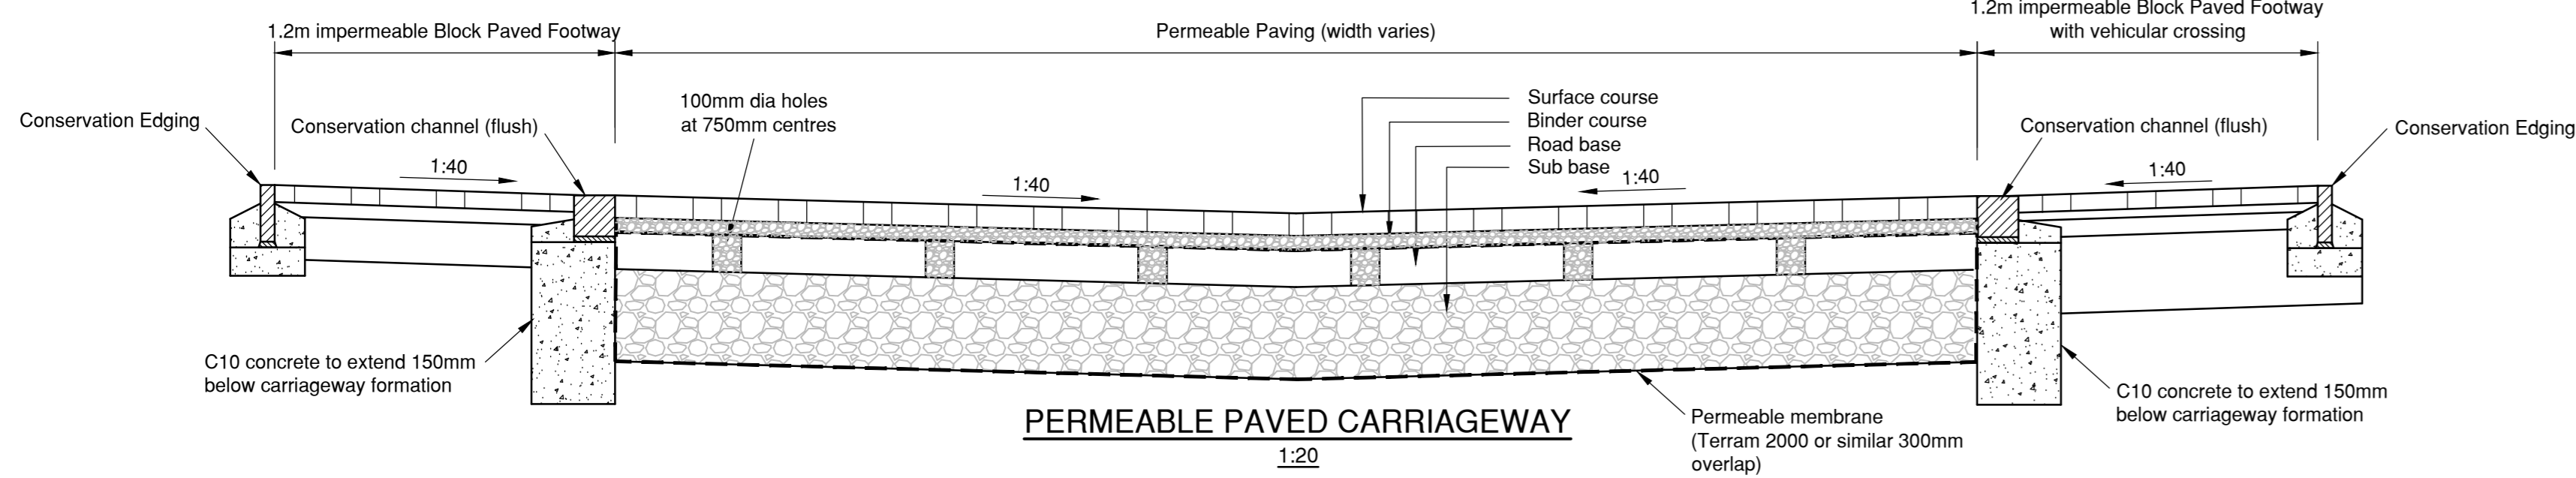 1.2m impermeable Block Paved Footway
Permeable Paving (width varies)
1.2m impermeable Block Paved Footway
with vehicular crossing
Conservation Edging
Conservation channel (flush)
100mm dia holes
at 750mm centres
Surface course
Binder course
Road base
Sub base
Conservation channel (flush)
Conservation Edging
1:40
1:40
1:40
1:40
C10 concrete to extend 150mm
below carriageway formation
PERMEABLE PAVED CARRIAGEWAY
1:20
Permeable membrane
(Terram 2000 or similar 300mm
overlap)
C10 concrete to extend 150mm
below carriageway formation